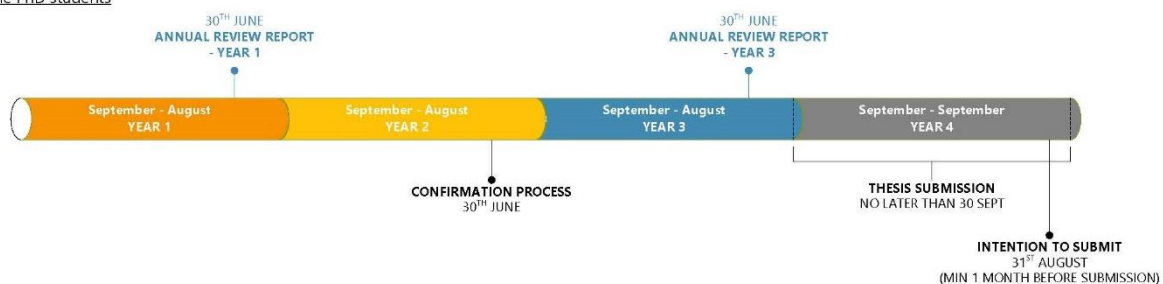 PhD students
30TH JUNE
ANNUAL REVIEW REPORT
- YEAR 1
30TH JUNE
ANNUAL REVIEW REPORT
- YEAR 3
September - August
YEAR 1
September - August
YEAR 2
September - August
YEAR 3
September - September
YEAR 4
CONFIRMATION PROCESS
30TH JUNE
THESIS SUBMISSION
NO LATER THAN 30 SEPT
INTENTION TO SUBMIT
31ST AUGUST
(MIN 1 MONTH BEFORE SUBMISSION)